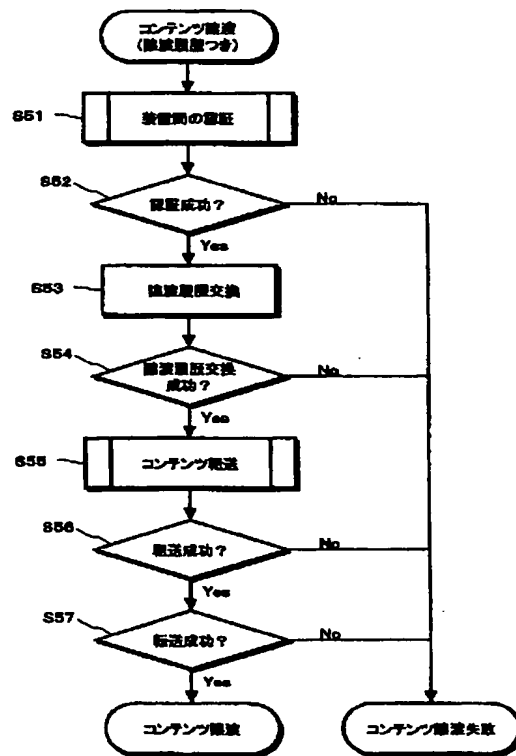 コンテンツ譲渡
(譲渡履歴つき)
S51
装置間の認証
S52
認証成功？
No
Yes
S53
譲渡履歴交換
S54
譲渡履歴交換
成功？
No
Yes
S55
コンテンツ転送
S56
転送成功？
No
Yes
S57
転送成功？
No
Yes
コンテンツ譲渡
コンテンツ譲渡失敗